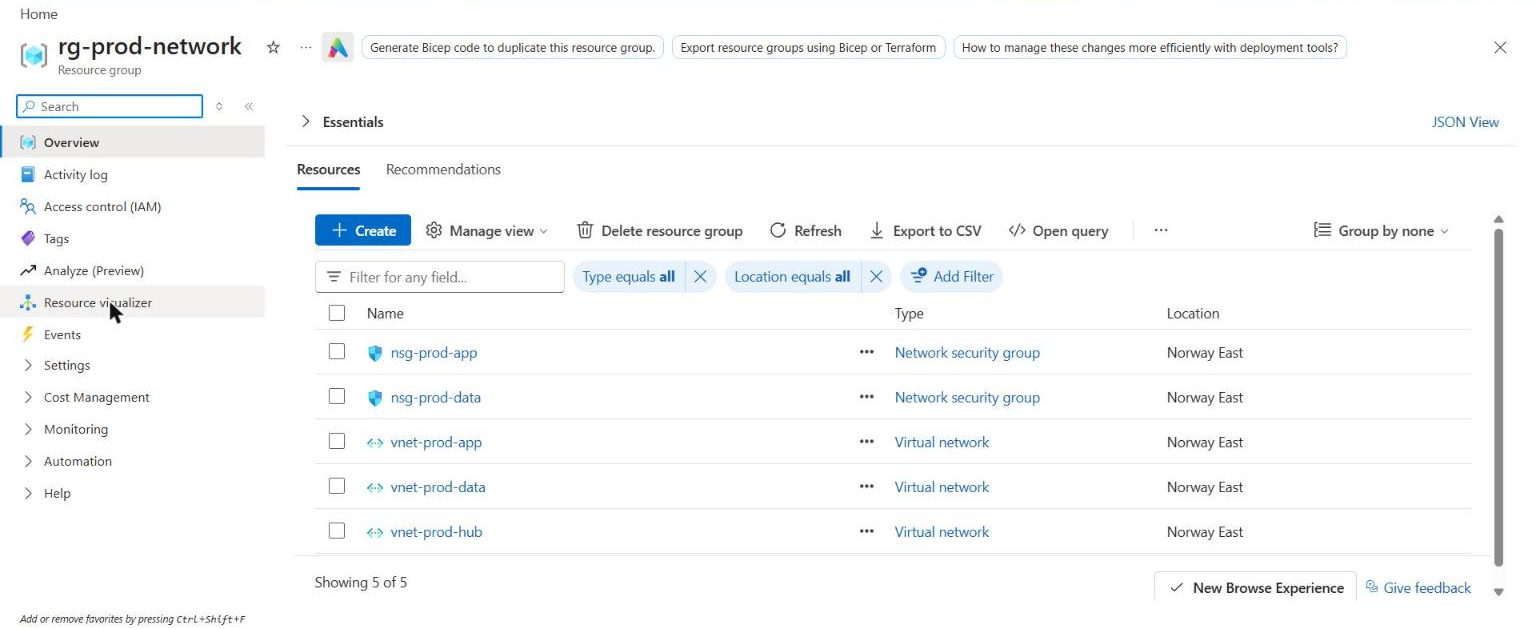 Home
rg-prod-network
Resource group
Generate Bicep code to duplicate this resource group.
Export resource groups using Bicep or Terraform
How to manage these changes more efficiently with deployment tools?
Search
Overview
Activity log
Access control (IAM)
Tags
Analyze (Preview)
Resource visualizer
Events
Settings
Cost Management
Monitoring
Automation
Help
Add or remove favorites by pressing Ctrl+Shift+F
Essentials
JSON View
Resources Recommendations
Create Manage view Delete resource group Refresh Export to CSV Open query Group by none
Filter for any field... Type equals all Location equals all Add Filter
Name Type Location
nsg-prod-app Network security group Norway East
nsg-prod-data Network security group Norway East
vnet-prod-app Virtual network Norway East
vnet-prod-data Virtual network Norway East
vnet-prod-hub Virtual network Norway East
Showing 5 of 5
New Browse Experience Give feedback